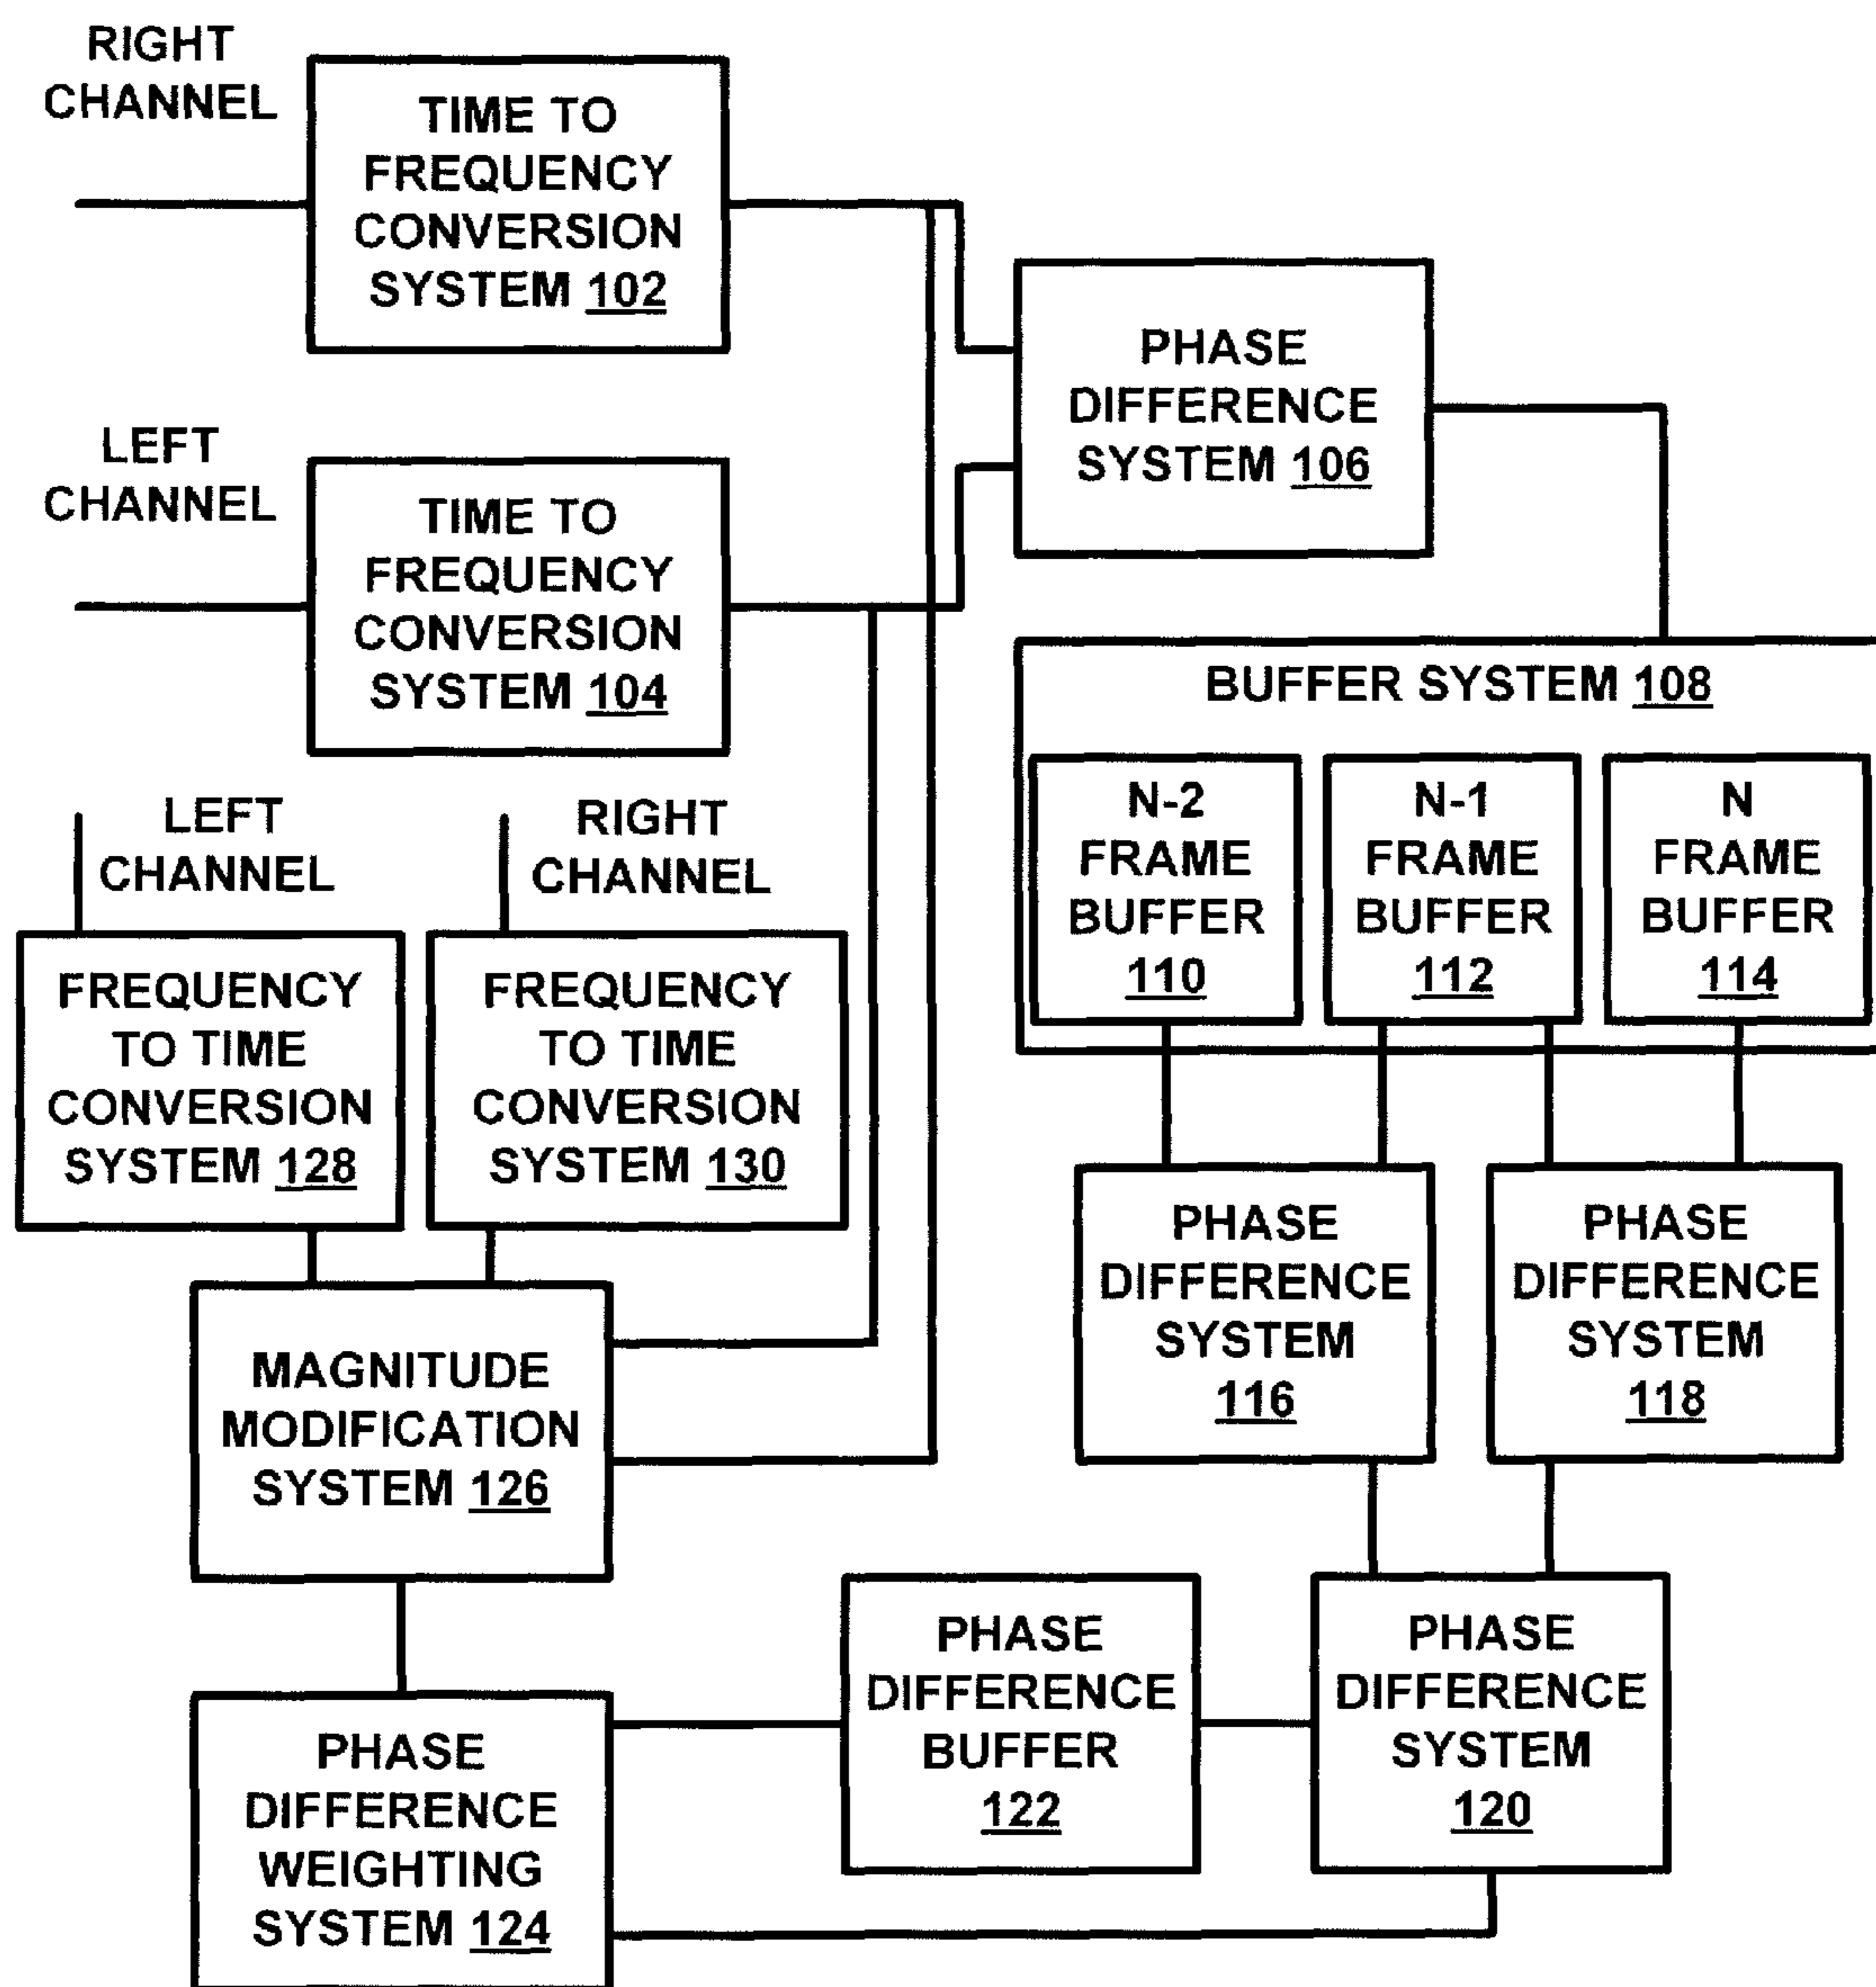 RIGHT
CHANNEL
TIME TO
FREQUENCY
CONVERSION
SYSTEM 102
PHASE
DIFFERENCE
SYSTEM 106
LEFT
CHANNEL
TIME TO
FREQUENCY
CONVERSION
SYSTEM 104
BUFFER SYSTEM 108
N-2
FRAME
BUFFER
110
N-1
FRAME
BUFFER
112
N
FRAME
BUFFER
114
LEFT
CHANNEL
RIGHT
CHANNEL
FREQUENCY
TO TIME
CONVERSION
SYSTEM 128
FREQUENCY
TO TIME
CONVERSION
SYSTEM 130
PHASE
DIFFERENCE
SYSTEM
116
PHASE
DIFFERENCE
SYSTEM
118
MAGNITUDE
MODIFICATION
SYSTEM 126
PHASE
DIFFERENCE
BUFFER
122
PHASE
DIFFERENCE
SYSTEM
120
PHASE
DIFFERENCE
WEIGHTING
SYSTEM 124